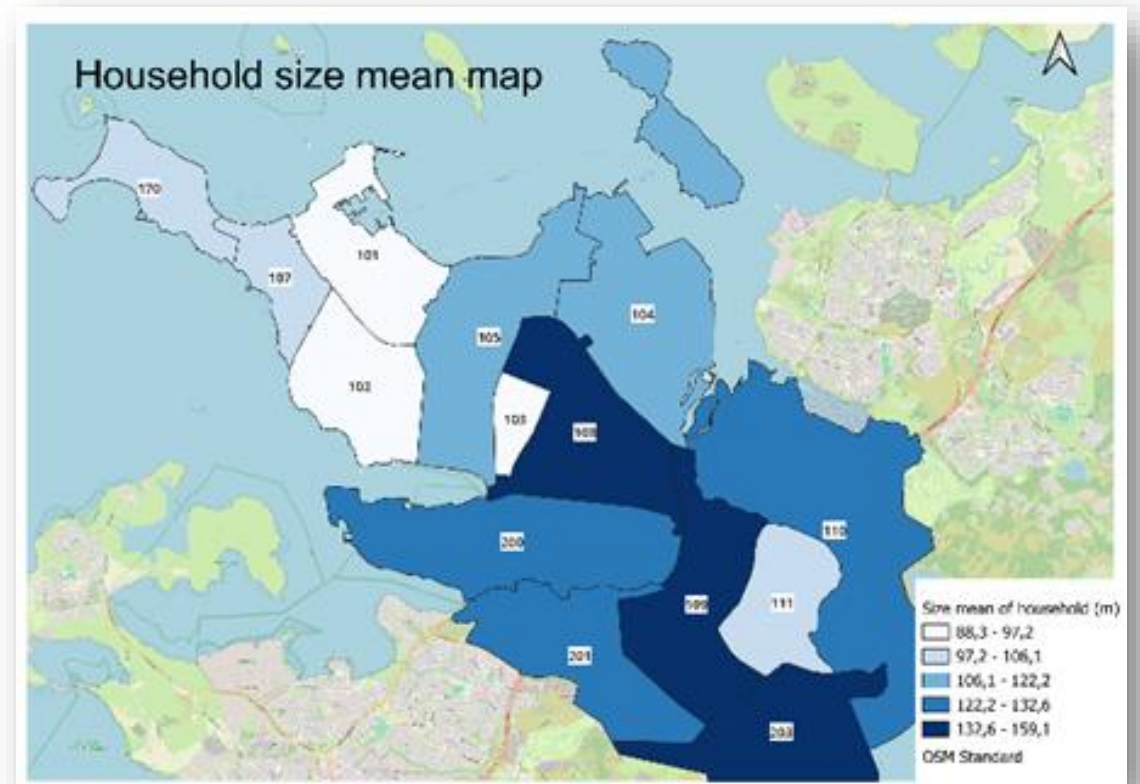 Household size mean map
170
101
107
104
105
102
103
108
200
110
109
111
201
203
Size mean of household (m)
88,3 - 97,2
97,2 - 106,1
106,1 - 122,2
122,2 - 132,6
132,6 - 159,1
OSM Standard